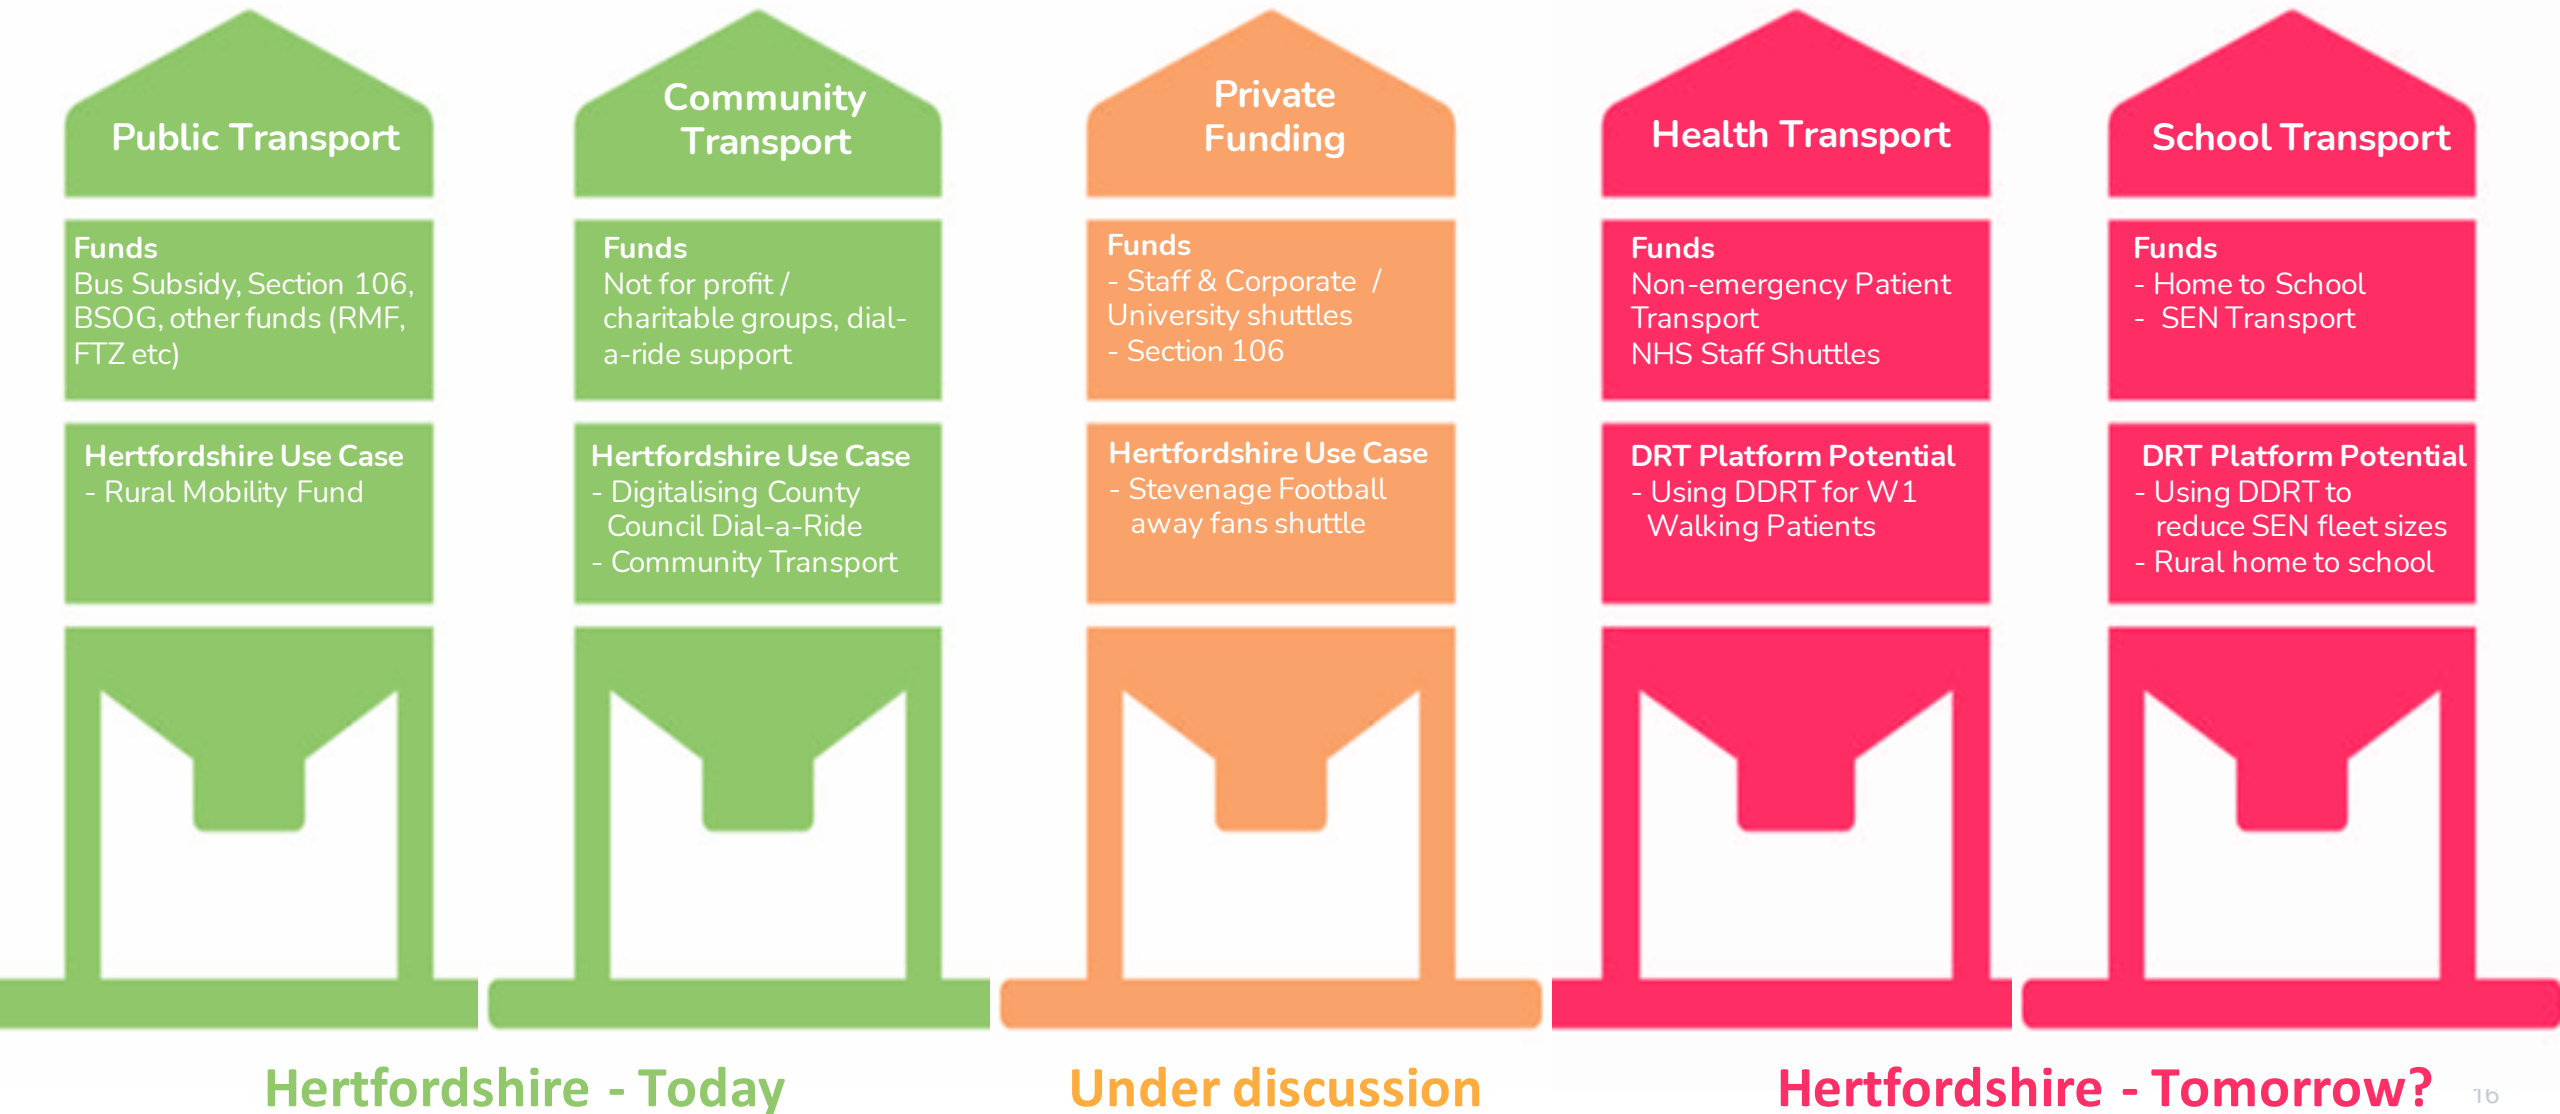 Public Transport
Funds
Bus Subsidy, Section 106,
BSOG, other funds (RMF,
FTZ etc)
Hertfordshire Use Case
- Rural Mobility Fund
Community
Transport
Funds
Not for profit /
charitable groups, dial-
a-ride support
Hertfordshire Use Case
- Digitalising County
Council Dial-a-Ride
- Community Transport
Hertfordshire - Today
Private
Funding
Funds
- Staff & Corporate /
University shuttles
- Section 106
Hertfordshire Use Case
- Stevenage Football
away fans shuttle
Under discussion
Health Transport
Funds
Non-emergency Patient
Transport
NHS Staff Shuttles
DRT Platform Potential
- Using DDRT for W1
Walking Patients
School Transport
Funds
- Home to School
- SEN Transport
DRT Platform Potential
- Using DDRT to
reduce SEN fleet sizes
- Rural home to school
Hertfordshire - Tomorrow?
16